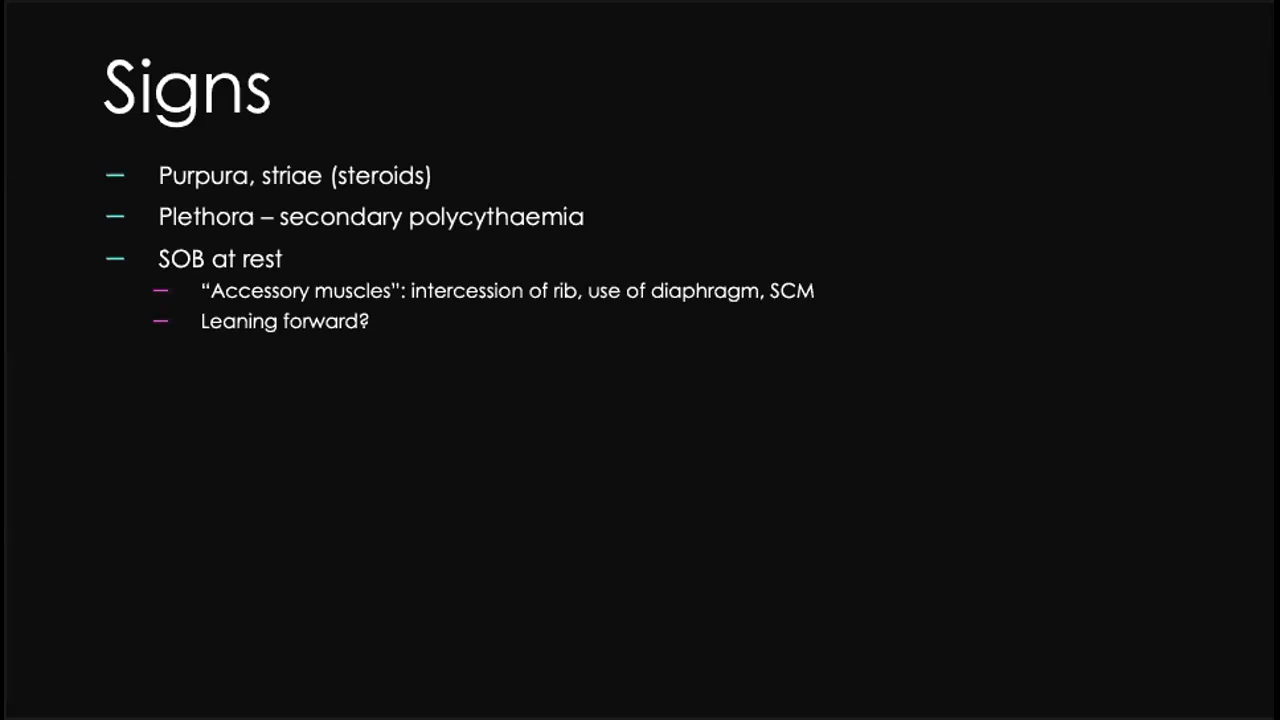 Signs
– Purpura, striae (steroids)
– Plethora – secondary polycythaemia
– SOB at rest
– “Accessory muscles”: intercession of rib, use of diaphragm, SCM
– Leaning forward?